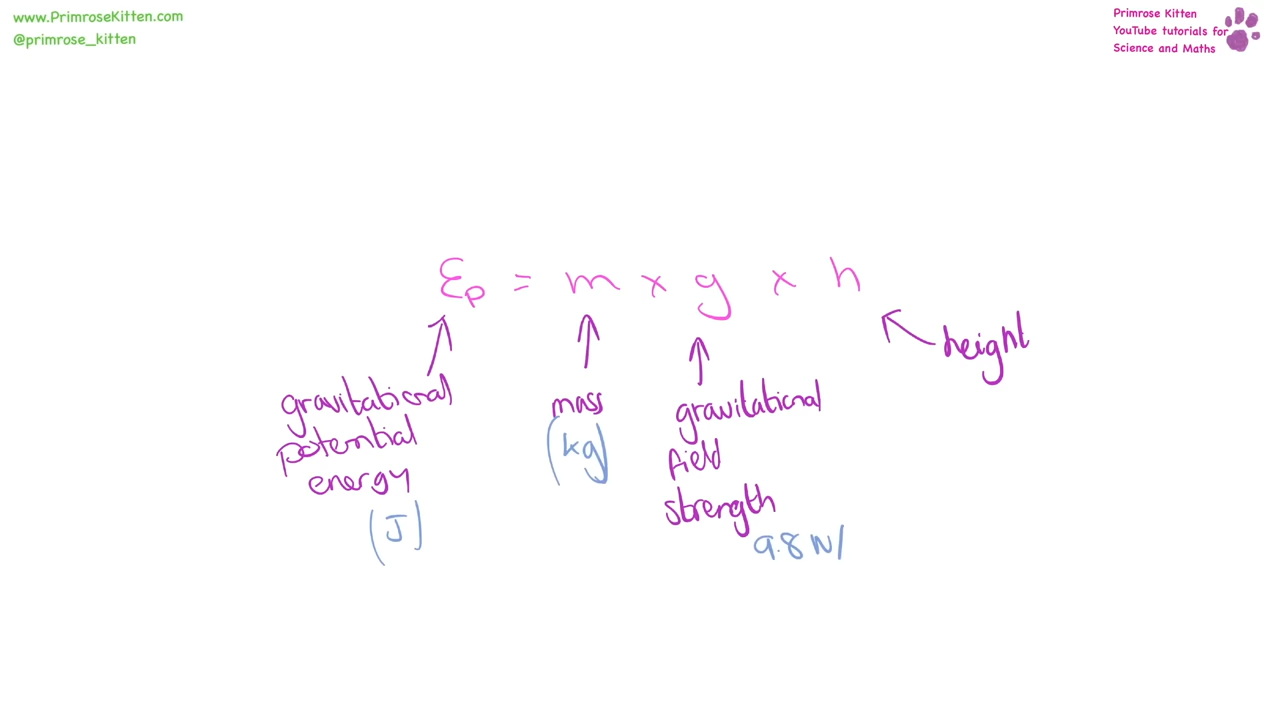 www.PrimroseKitten.com
@primrose_kitten
Primrose Kitten
YouTube tutorials for
Science and Maths
Ep = m x g x h
height
gravitational
potential
energy
(J)
mass
(kg)
gravitational
field
strength
9.8 N/